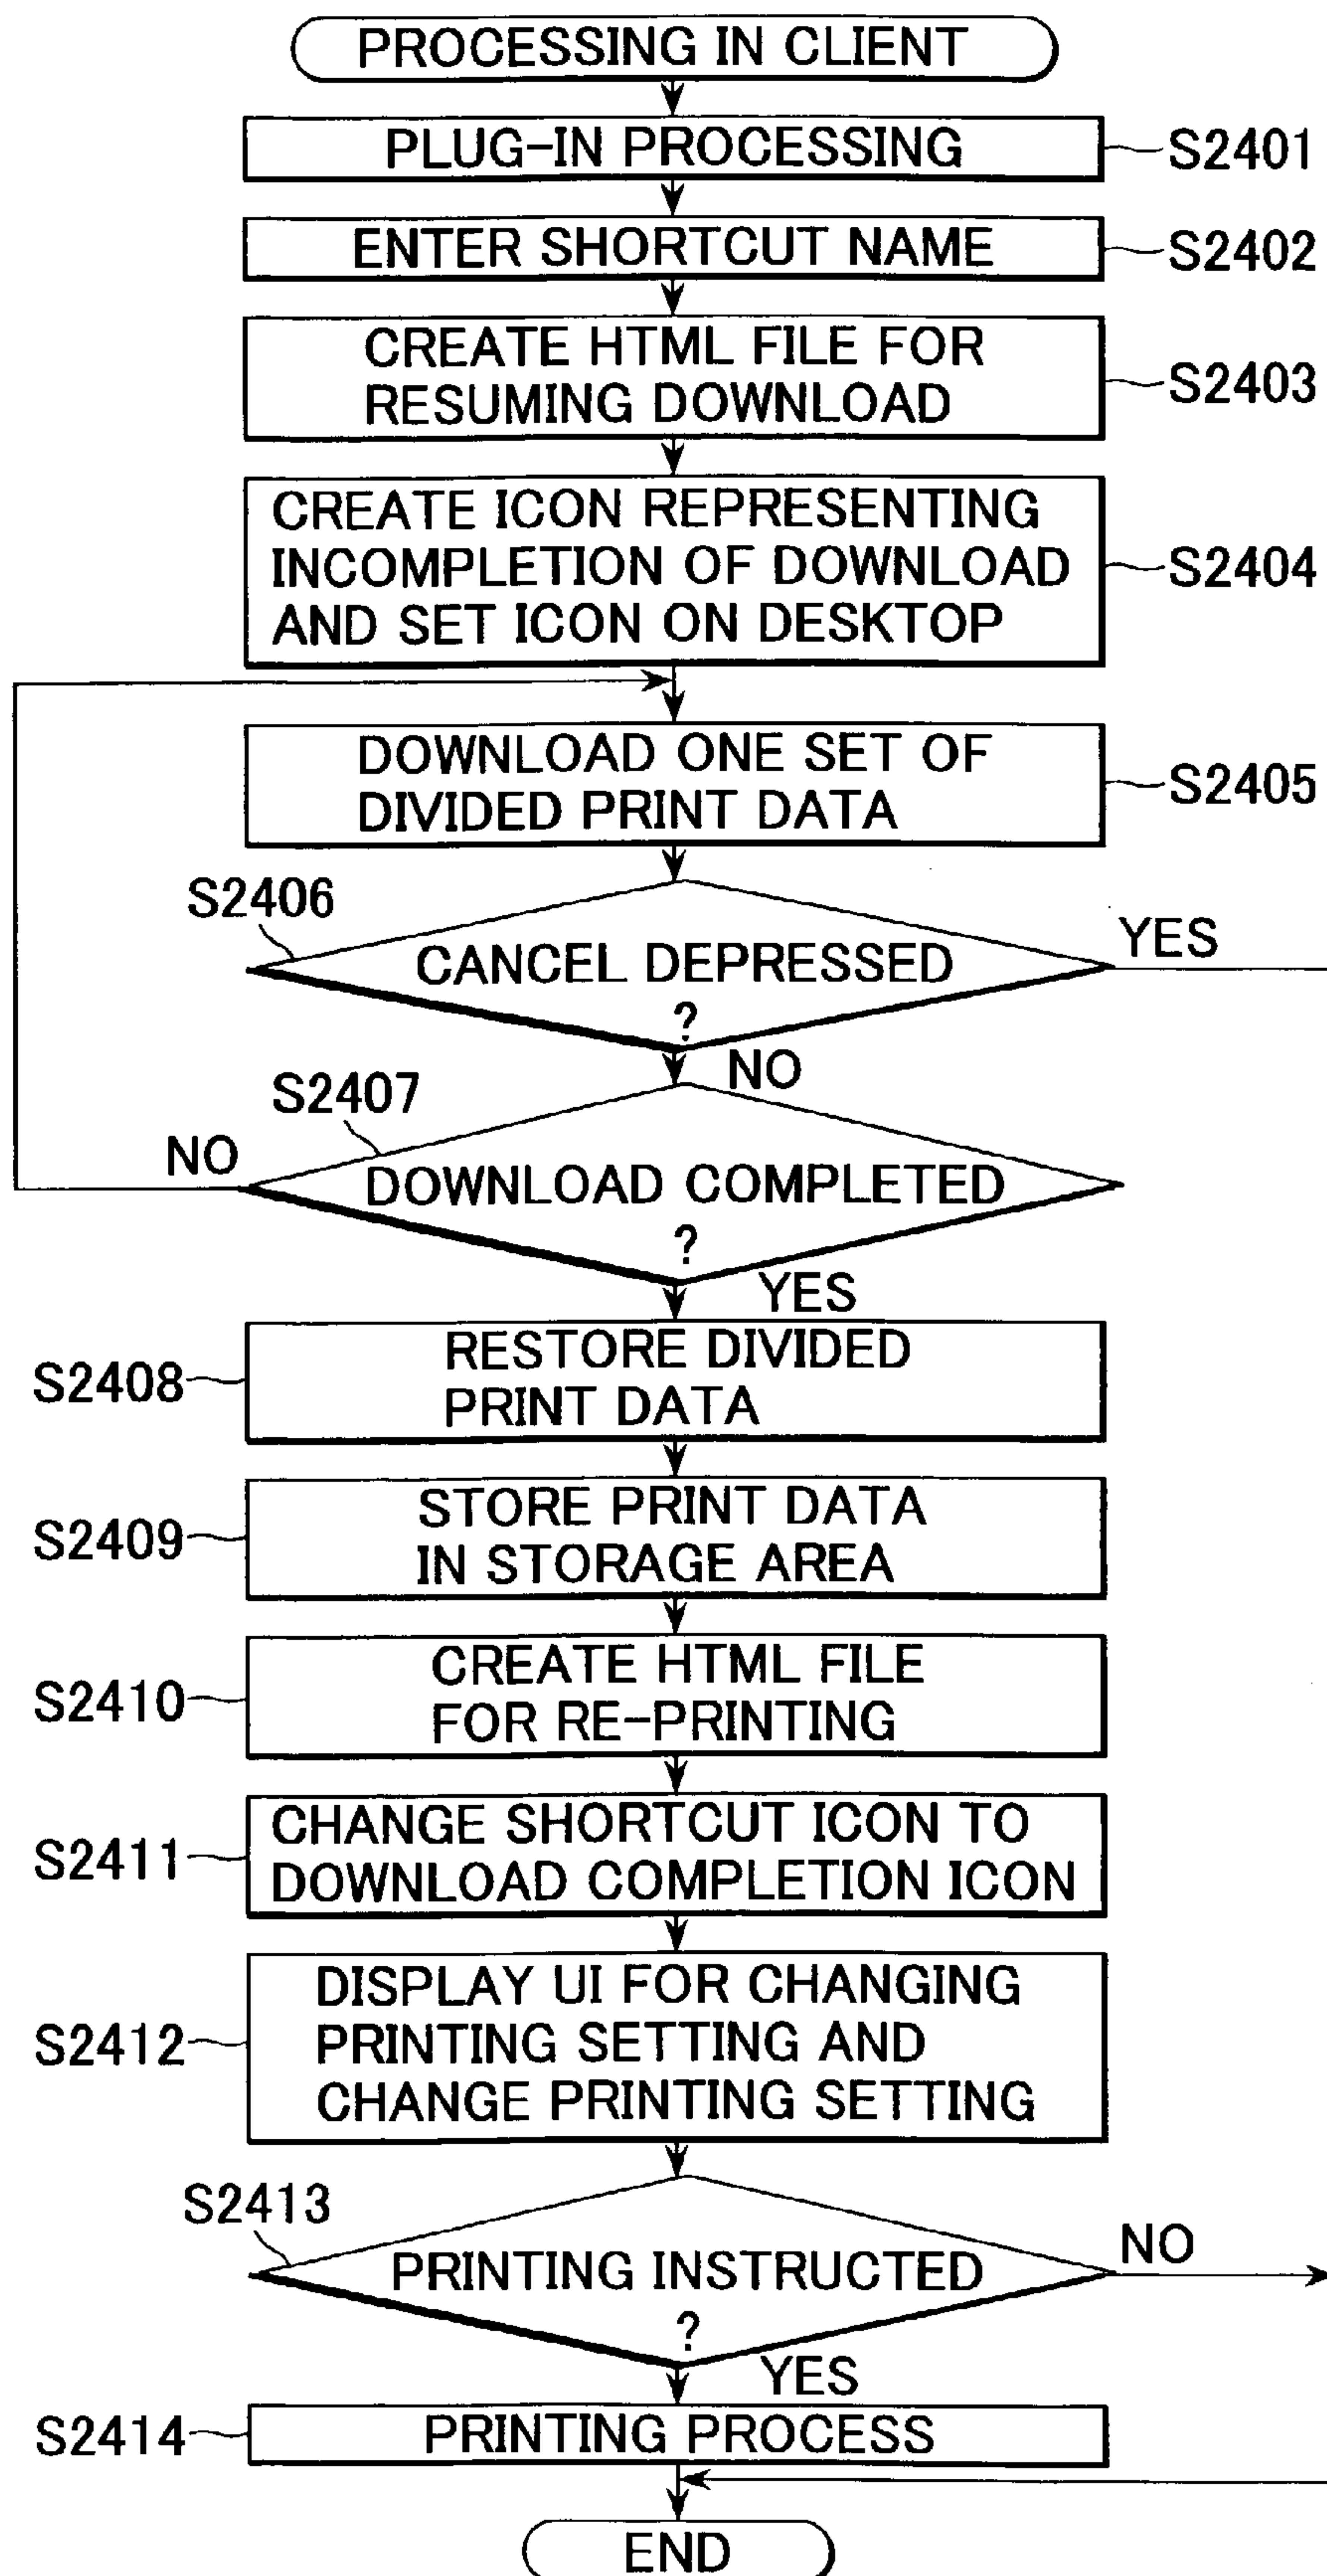 PROCESSING IN CLIENT
PLUG-IN PROCESSING
S2401
ENTER SHORTCUT NAME
S2402
CREATE HTML FILE FOR
RESUMING DOWNLOAD
S2403
CREATE ICON REPRESENTING
INCOMPLETION OF DOWNLOAD
AND SET ICON ON DESKTOP
S2404
DOWNLOAD ONE SET OF
DIVIDED PRINT DATA
S2405
S2406
CANCEL DEPRESSED
?
YES
NO
S2407
NO
DOWNLOAD COMPLETED
?
YES
S2408
RESTORE DIVIDED
PRINT DATA
S2409
STORE PRINT DATA
IN STORAGE AREA
S2410
CREATE HTML FILE
FOR RE-PRINTING
S2411
CHANGE SHORTCUT ICON TO
DOWNLOAD COMPLETION ICON
S2412
DISPLAY UI FOR CHANGING
PRINTING SETTING AND
CHANGE PRINTING SETTING
S2413
PRINTING INSTRUCTED
?
NO
YES
S2414
PRINTING PROCESS
END